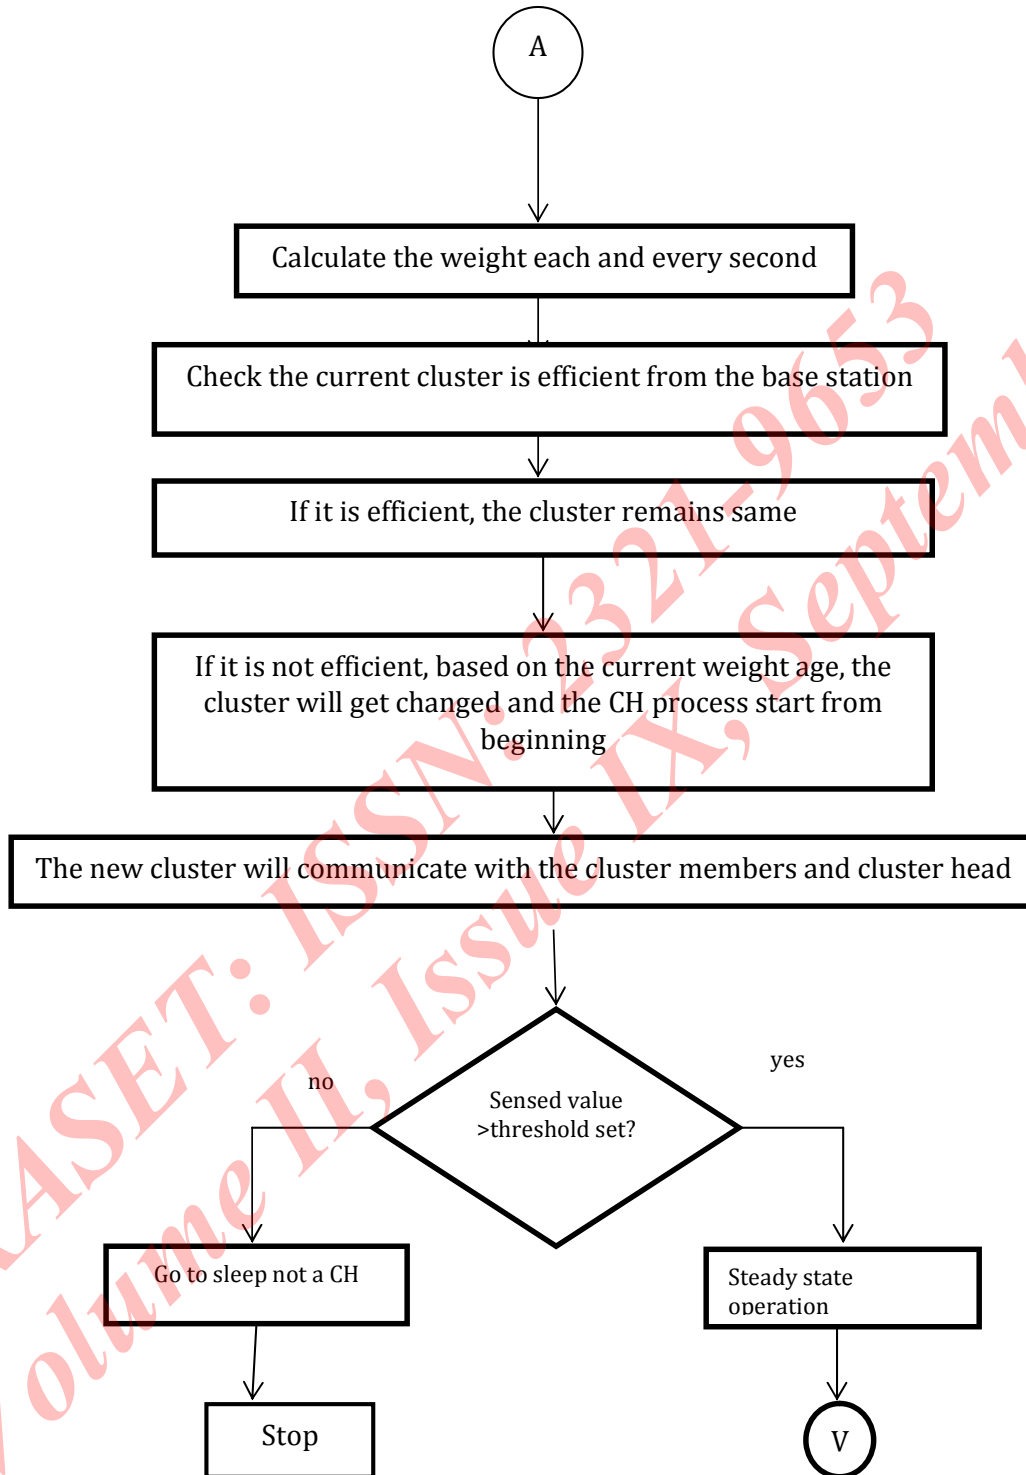 A
Calculate the weight each and every second
Check the current cluster is efficient from the base station
If it is efficient, the cluster remains same
If it is not efficient, based on the current weight age, the
cluster will get changed and the CH process start from
beginning
The new cluster will communicate with the cluster members and cluster head
no
yes
Sensed value
>threshold set?
Go to sleep not a CH
Steady state
operation
Stop
V
ASET: ISSN: 2321-9653
Volume II, Issue IX, Septem